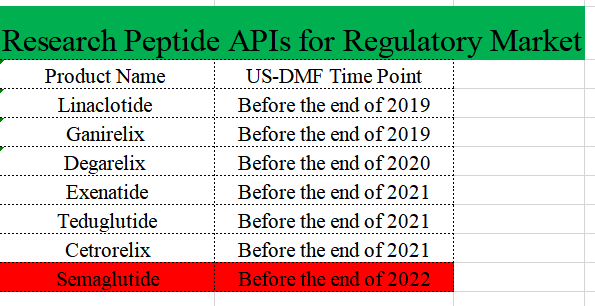 Research Peptide APIs for Regulatory Market
Product Name US-DMF Time Point
Linaclotide Before the end of 2019
Ganirelix Before the end of 2019
Degarelix Before the end of 2020
Exenatide Before the end of 2021
Teduglutide Before the end of 2021
Cetrorelix Before the end of 2021
Semaglutide Before the end of 2022